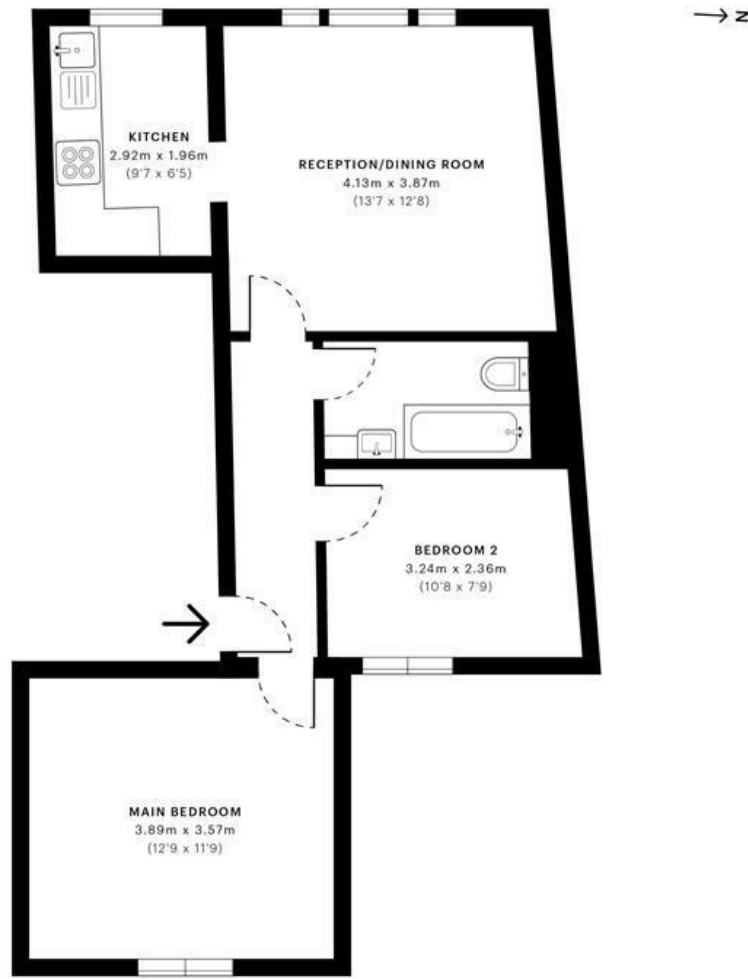 N
KITCHEN
2.92m x 1.96m
(9'7 x 6'5)
RECEPTION/DINING ROOM
4.13m x 3.87m
(13'7 x 12'8)
BEDROOM 2
3.24m x 2.36m
(10'8 x 7'9)
MAIN BEDROOM
3.89m x 3.57m
(12'9 x 11'9)